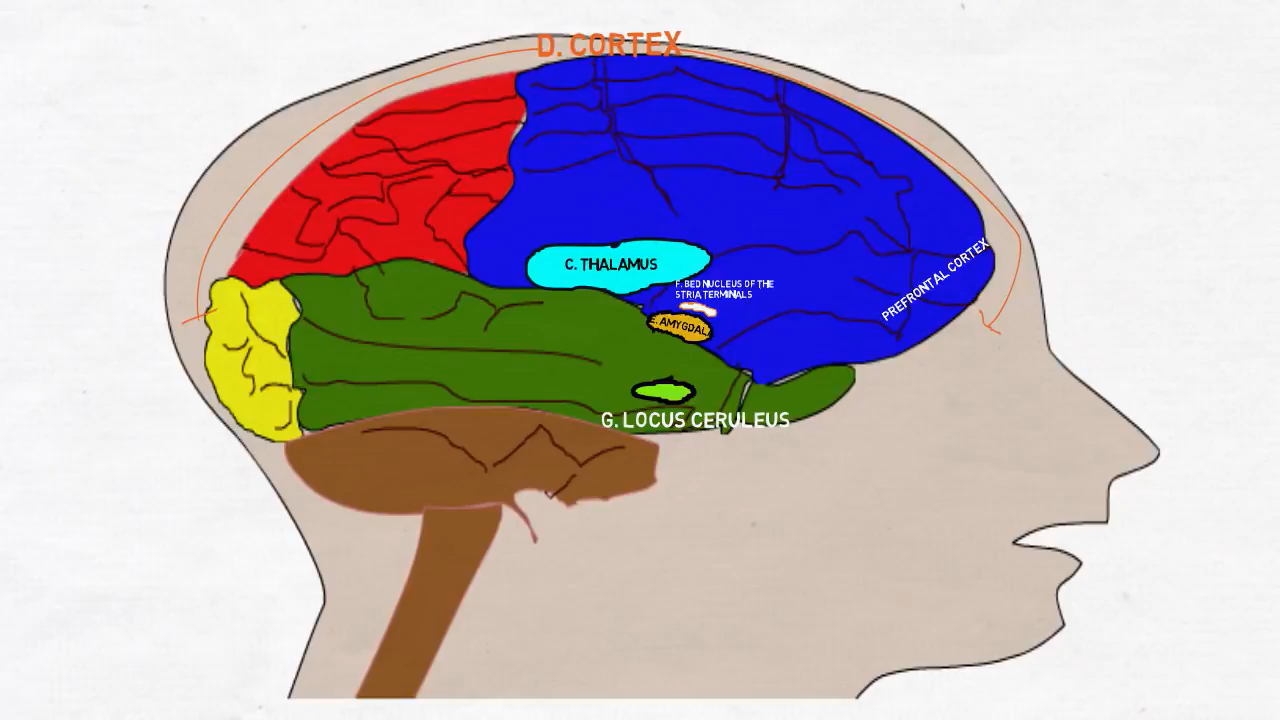 D. CORTEX
C. THALAMUS
PREFRONTAL CORTEX
F. BED NUCLEUS OF THE
STRIA TERMINALS
E. AMYGDAL
G. LOCUS CERULEUS